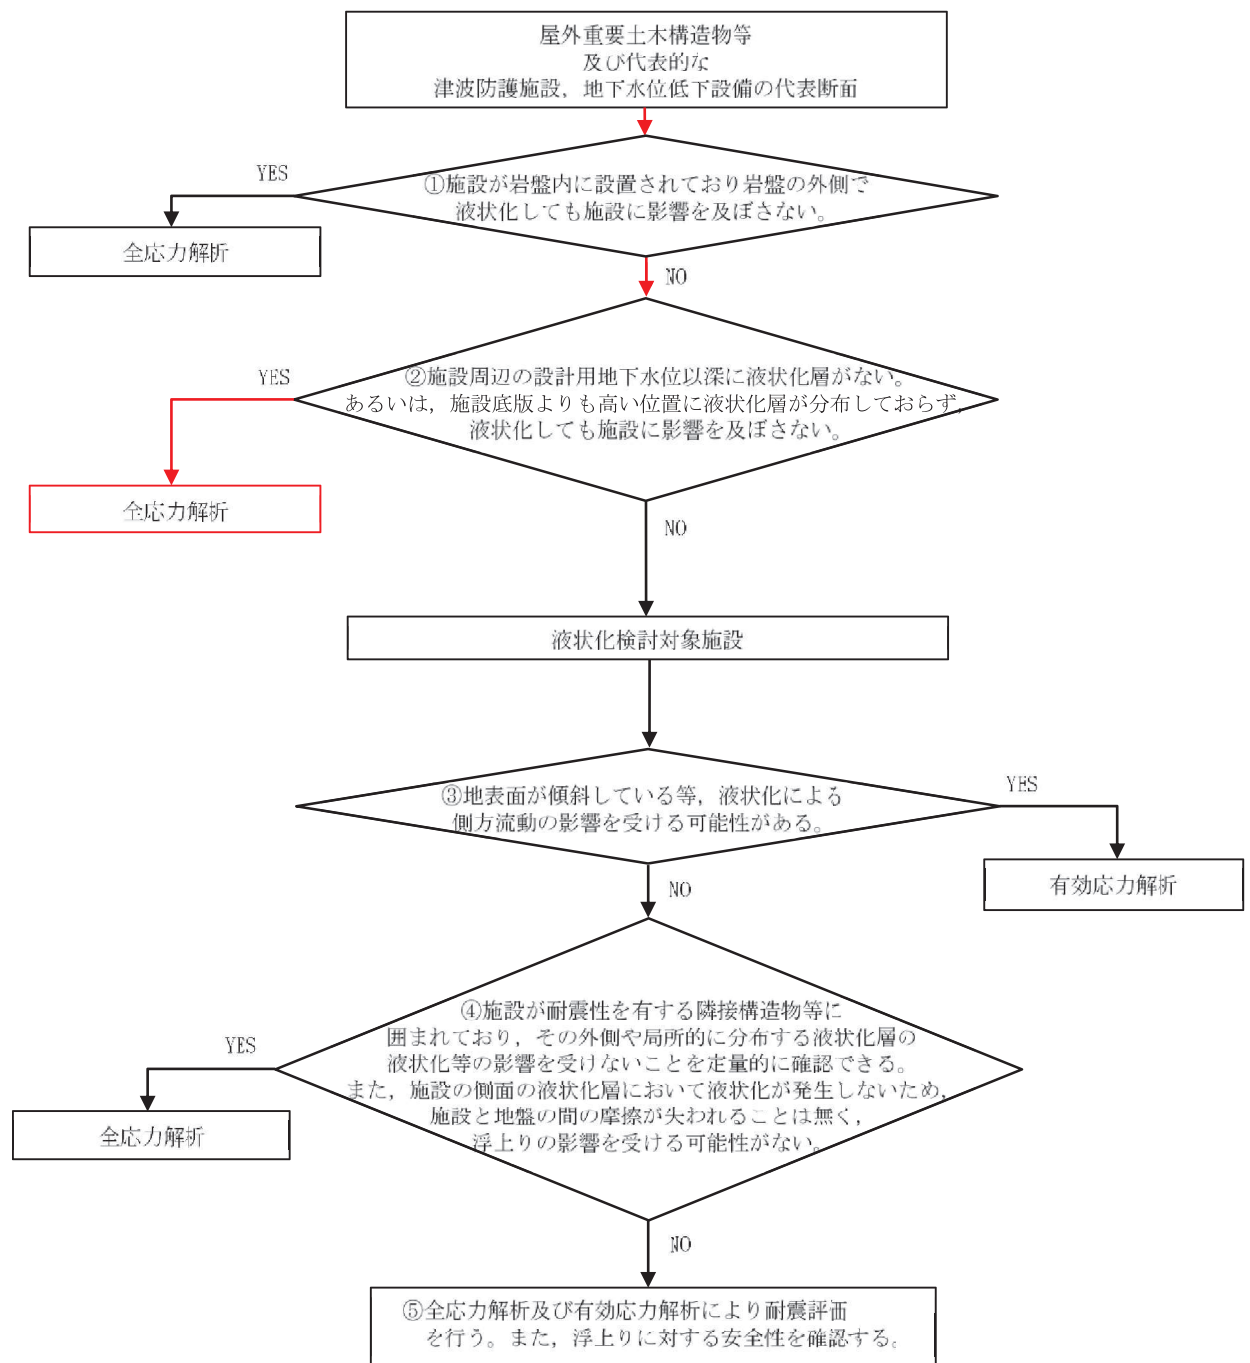 屋外重要土木構造物等
及び代表的な
津波防護施設，地下水位低下設備の代表断面
YES
①施設が岩盤内に設置されており岩盤の外側で
液状化しても施設に影響を及ぼさない。
全応力解析
NO
YES
②施設周辺の設計用地下水位以深に液状化層がない。
あるいは，施設底版よりも高い位置に液状化層が分布しておらず，
液状化しても施設に影響を及ぼさない。
全応力解析
NO
液状化検討対象施設
③地表面が傾斜している等，液状化による
側方流動の影響を受ける可能性がある。
YES
有効応力解析
NO
④施設が耐震性を有する隣接構造物等に
囲まれており，その外側や局所的に分布する液状化層の
液状化等の影響を受けないことを定量的に確認できる。
また，施設の側面の液状化層において液状化が発生しないため，
施設と地盤の間の摩擦が失われることは無く，
浮上りの影響を受ける可能性がない。
YES
全応力解析
NO
⑤全応力解析及び有効応力解析により耐震評価
を行う。また，浮上りに対する安全性を確認する。